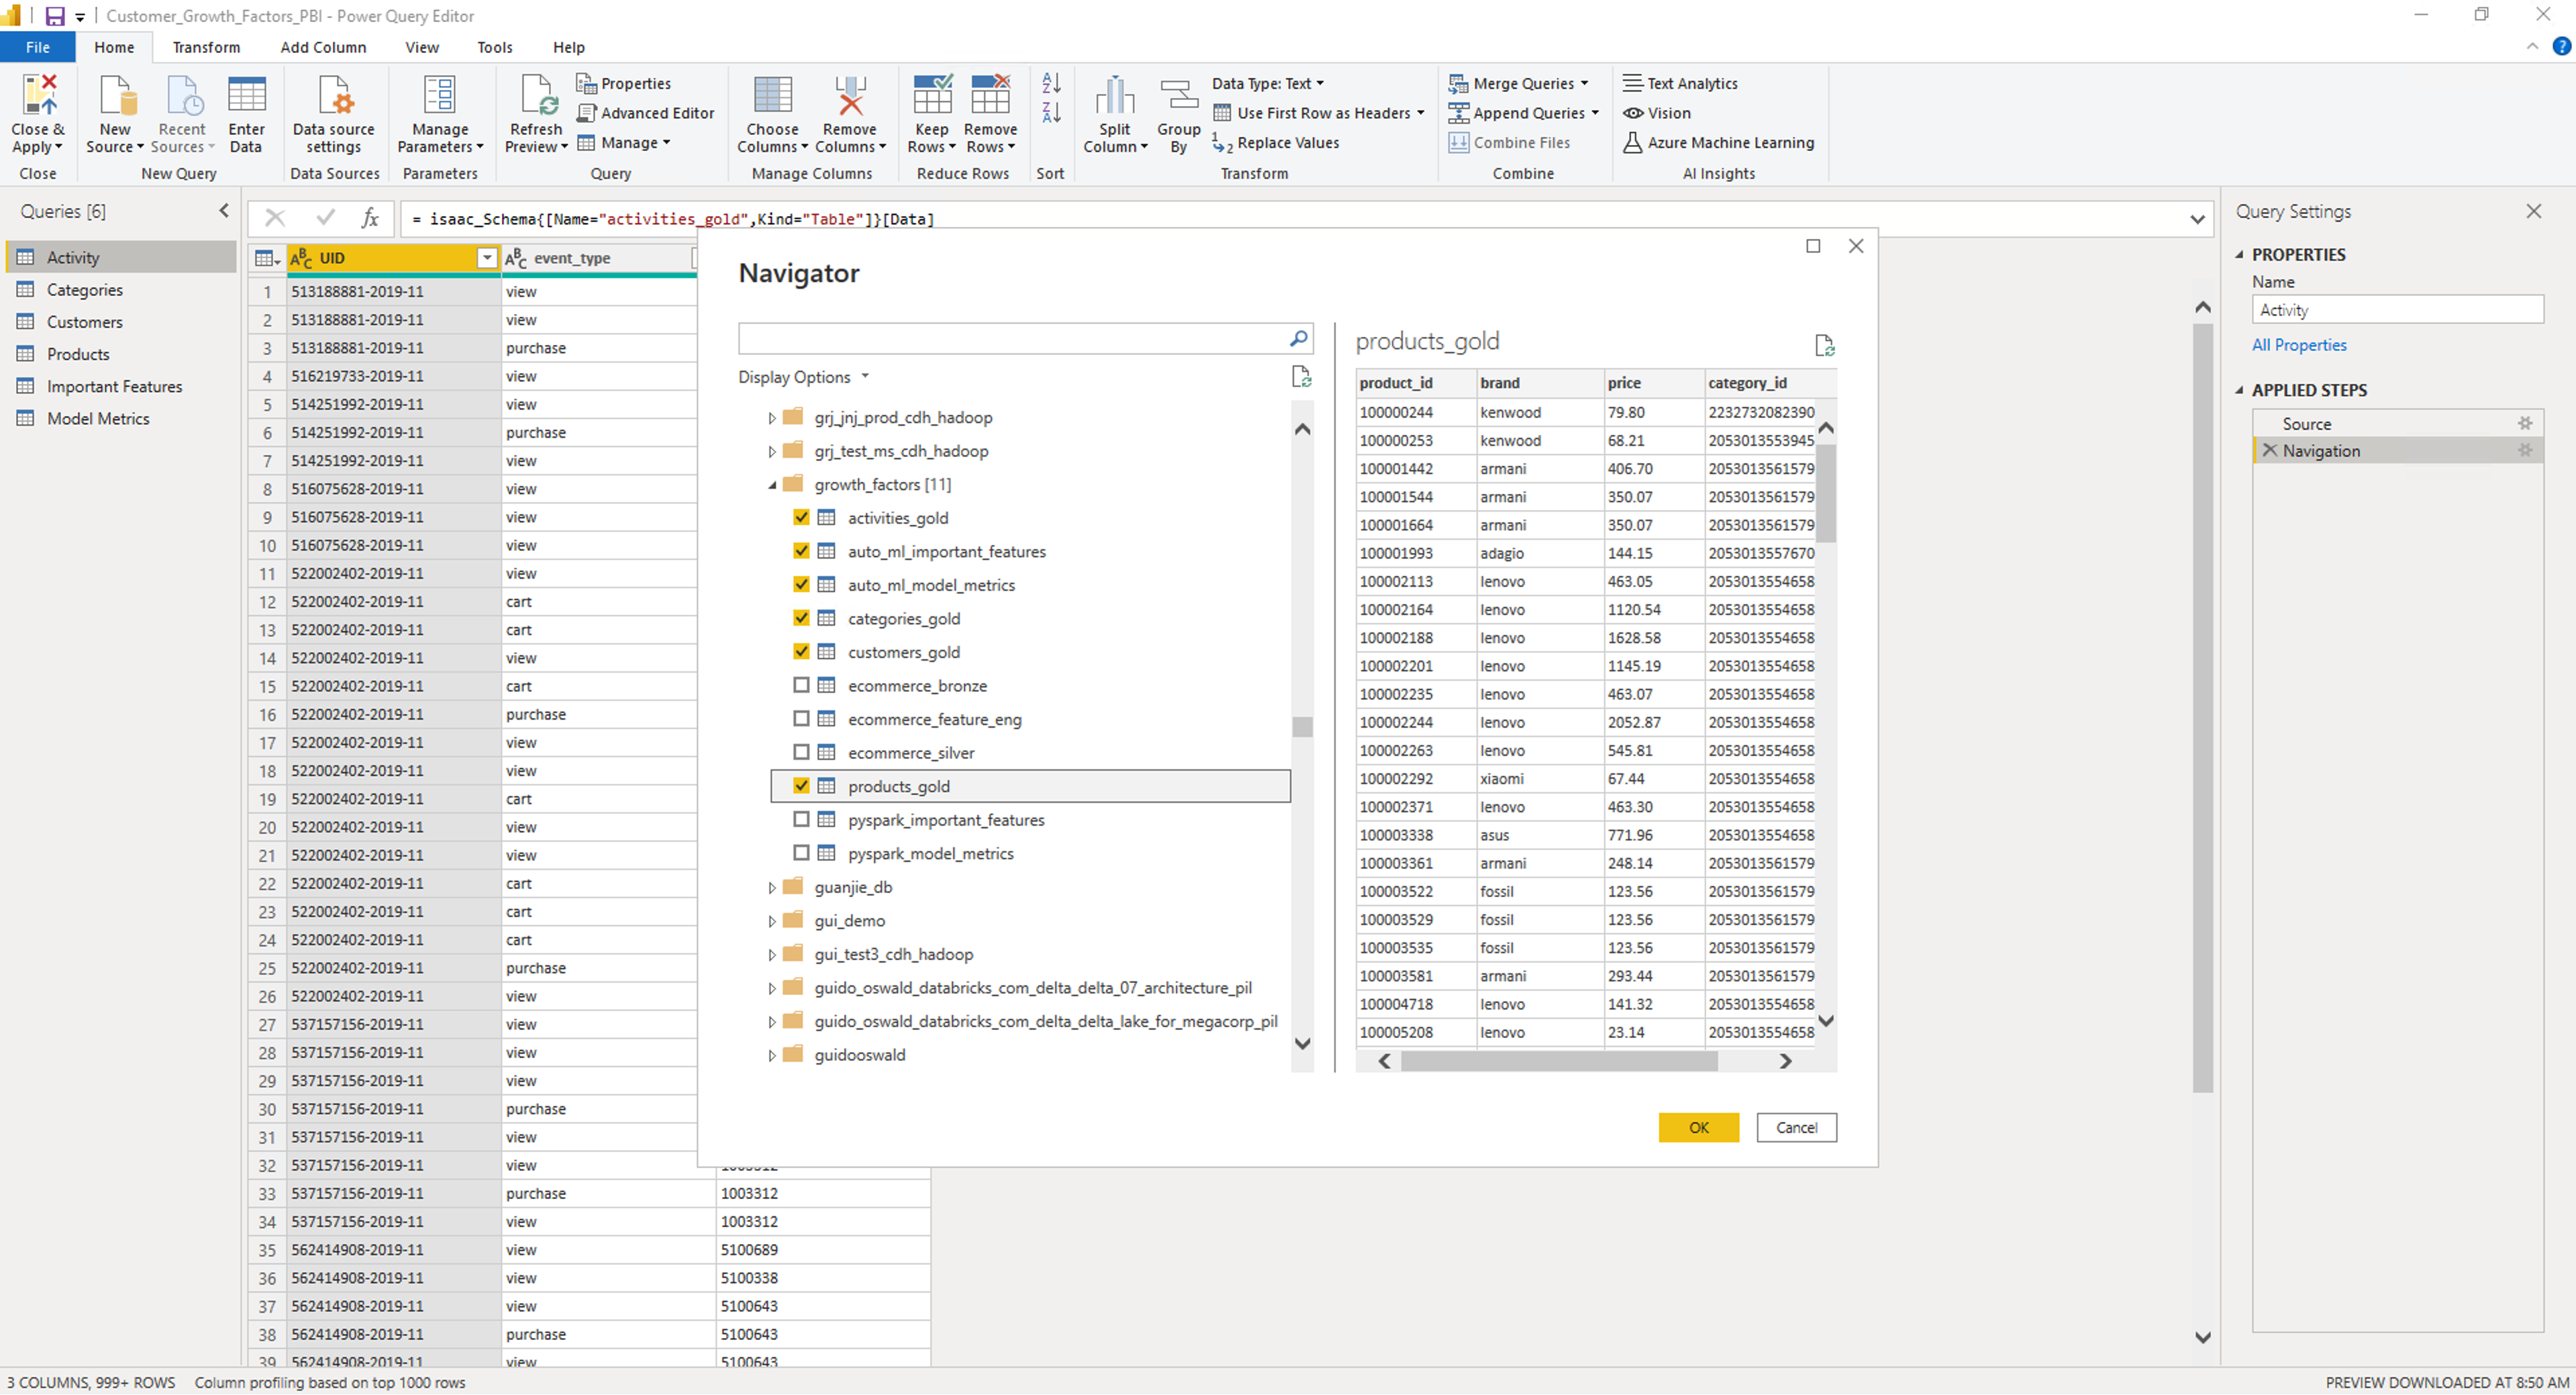 Customer_Growth_Factors_PBI - Power Query Editor
File Home Transform Add Column View Tools Help
Close & Apply
Close
New Source
Recent Sources
Enter Data
New Query
Data source settings
Data Sources
Manage Parameters
Parameters
Refresh Preview
Properties
Advanced Editor
Manage
Query
Choose Columns
Remove Columns
Manage Columns
Keep Rows
Remove Rows
Reduce Rows
Sort
Split Column
Group By
Data Type: Text
Use First Row as Headers
Replace Values
Transform
Merge Queries
Append Queries
Combine Files
Combine
Text Analytics
Vision
Azure Machine Learning
AI Insights
Queries [6]
Activity
Categories
Customers
Products
Important Features
Model Metrics
fx = isaac_Schema{[Name="activities_gold",Kind="Table"]}[Data]
UID event_type
1 513188881-2019-11 view
2 513188881-2019-11 view
3 513188881-2019-11 purchase
4 516219733-2019-11 view
5 514251992-2019-11 view
6 514251992-2019-11 purchase
7 514251992-2019-11 view
8 516075628-2019-11 view
9 516075628-2019-11 view
10 516075628-2019-11 view
11 522002402-2019-11 view
12 522002402-2019-11 cart
13 522002402-2019-11 cart
14 522002402-2019-11 view
15 522002402-2019-11 cart
16 522002402-2019-11 purchase
17 522002402-2019-11 view
18 522002402-2019-11 view
19 522002402-2019-11 cart
20 522002402-2019-11 view
21 522002402-2019-11 view
22 522002402-2019-11 cart
23 522002402-2019-11 cart
24 522002402-2019-11 cart
25 522002402-2019-11 purchase
26 522002402-2019-11 view
27 537157156-2019-11 view
28 537157156-2019-11 view
29 537157156-2019-11 view
30 537157156-2019-11 purchase
31 537157156-2019-11 view
32 537157156-2019-11 view
33 537157156-2019-11 purchase 1003312
34 537157156-2019-11 view 1003312
35 562414908-2019-11 view 5100689
36 562414908-2019-11 view 5100338
37 562414908-2019-11 view 5100643
38 562414908-2019-11 purchase 5100643
39 562414908-2019-11 view 5100643
Navigator
Display Options
grj_jnj_prod_cdh_hadoop
grj_test_ms_cdh_hadoop
growth_factors [11]
activities_gold
auto_ml_important_features
auto_ml_model_metrics
categories_gold
customers_gold
ecommerce_bronze
ecommerce_feature_eng
ecommerce_silver
products_gold
pyspark_important_features
pyspark_model_metrics
guanjie_db
gui_demo
gui_test3_cdh_hadoop
guido_oswald_databricks_com_delta_delta_07_architecture_pil
guido_oswald_databricks_com_delta_delta_lake_for_megacorp_pil
guidooswald
products_gold
product_id brand price category_id
100000244 kenwood 79.80 2232732082390
100000253 kenwood 68.21 2053013553945
100001442 armani 406.70 2053013561579
100001544 armani 350.07 2053013561579
100001664 armani 350.07 2053013561579
100001993 adagio 144.15 2053013557670
100002113 lenovo 463.05 2053013554658
100002164 lenovo 1120.54 2053013554658
100002188 lenovo 1628.58 2053013554658
100002201 lenovo 1145.19 2053013554658
100002235 lenovo 463.07 2053013554658
100002244 lenovo 2052.87 2053013554658
100002263 lenovo 545.81 2053013554658
100002292 xiaomi 67.44 2053013554658
100002371 lenovo 463.30 2053013554658
100003338 asus 771.96 2053013554658
100003361 armani 248.14 2053013561579
100003522 fossil 123.56 2053013561579
100003529 fossil 123.56 2053013561579
100003535 fossil 123.56 2053013561579
100003581 armani 293.44 2053013561579
100004718 lenovo 141.32 2053013554658
100005208 lenovo 23.14 2053013554658
OK Cancel
Query Settings
PROPERTIES
Name
Activity
All Properties
APPLIED STEPS
Source
Navigation
3 COLUMNS, 999+ ROWS Column profiling based on top 1000 rows
PREVIEW DOWNLOADED AT 8:50 AM